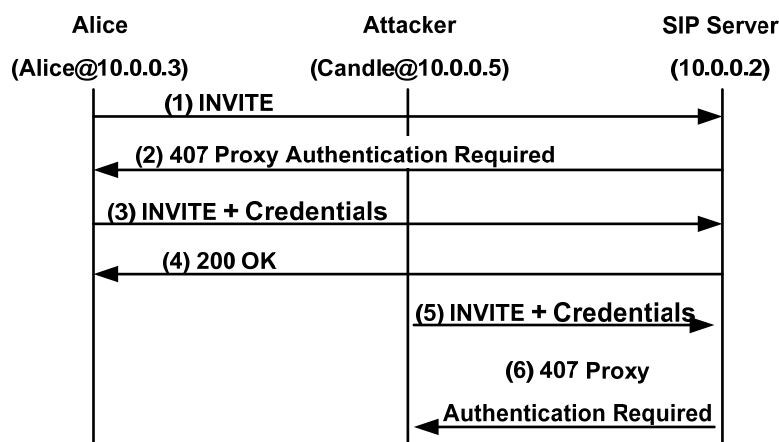 Alice Attacker SIP Server
(Alice@10.0.0.3) (Candle@10.0.0.5) (10.0.0.2)
(1) INVITE
(2) 407 Proxy Authentication Required
(3) INVITE + Credentials
(4) 200 OK
(5) INVITE + Credentials
(6) 407 Proxy
Authentication Required